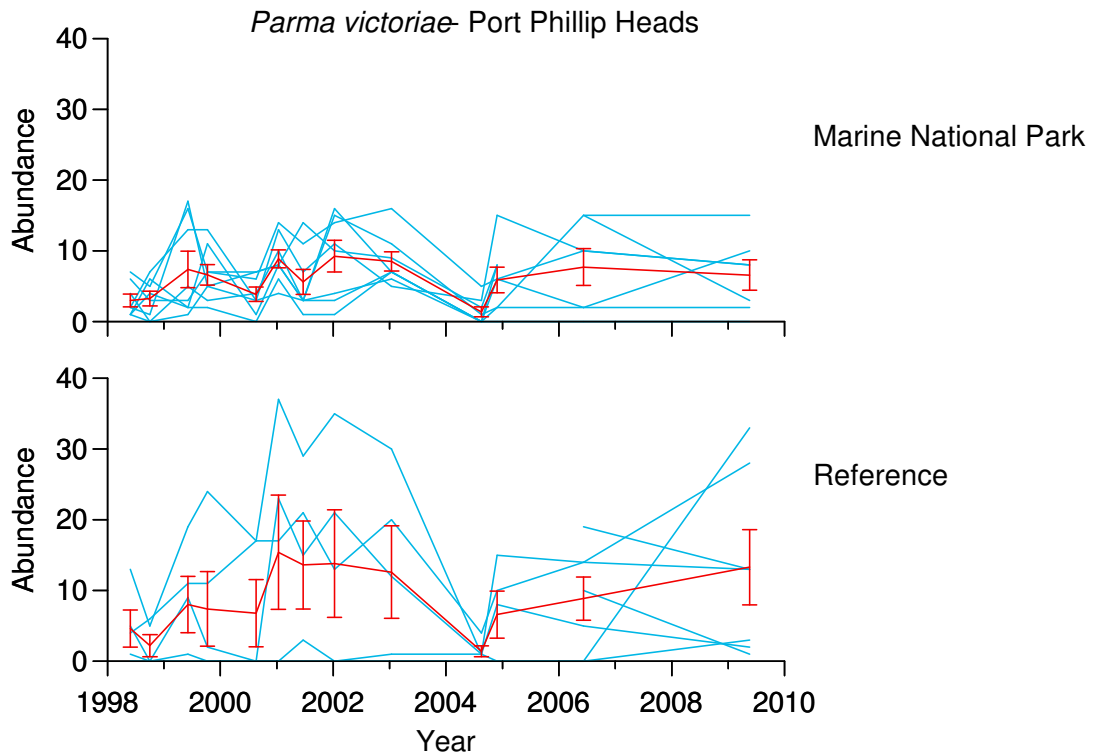 Parma victoriae- Port Phillip Heads
40
30
20
10
0
Abundance
Marine National Park
40
30
20
10
0
Abundance
Reference
1998 2000 2002 2004 2006 2008 2010
Year